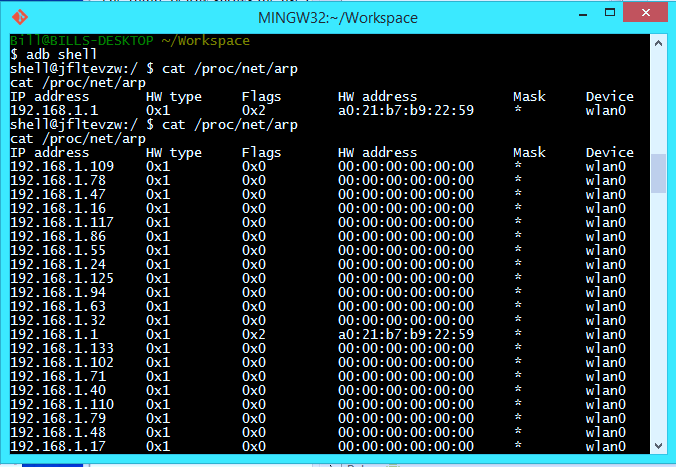 MINGW32:~/Workspace
Bill@BILLS-DESKTOP ~/Workspace
$ adb shell
shell@jfltevzw:/ $ cat /proc/net/arp
cat /proc/net/arp
IP address HW type Flags HW address Mask Device
192.168.1.1 0x1 0x2 a0:21:b7:b9:22:59 * wlan0
shell@jfltevzw:/ $ cat /proc/net/arp
cat /proc/net/arp
IP address HW type Flags HW address Mask Device
192.168.1.109 0x1 0x0 00:00:00:00:00:00 * wlan0
192.168.1.78 0x1 0x0 00:00:00:00:00:00 * wlan0
192.168.1.47 0x1 0x0 00:00:00:00:00:00 * wlan0
192.168.1.16 0x1 0x0 00:00:00:00:00:00 * wlan0
192.168.1.117 0x1 0x0 00:00:00:00:00:00 * wlan0
192.168.1.86 0x1 0x0 00:00:00:00:00:00 * wlan0
192.168.1.55 0x1 0x0 00:00:00:00:00:00 * wlan0
192.168.1.24 0x1 0x0 00:00:00:00:00:00 * wlan0
192.168.1.125 0x1 0x0 00:00:00:00:00:00 * wlan0
192.168.1.94 0x1 0x0 00:00:00:00:00:00 * wlan0
192.168.1.63 0x1 0x0 00:00:00:00:00:00 * wlan0
192.168.1.32 0x1 0x0 00:00:00:00:00:00 * wlan0
192.168.1.1 0x1 0x2 a0:21:b7:b9:22:59 * wlan0
192.168.1.133 0x1 0x0 00:00:00:00:00:00 * wlan0
192.168.1.102 0x1 0x0 00:00:00:00:00:00 * wlan0
192.168.1.71 0x1 0x0 00:00:00:00:00:00 * wlan0
192.168.1.40 0x1 0x0 00:00:00:00:00:00 * wlan0
192.168.1.110 0x1 0x0 00:00:00:00:00:00 * wlan0
192.168.1.79 0x1 0x0 00:00:00:00:00:00 * wlan0
192.168.1.48 0x1 0x0 00:00:00:00:00:00 * wlan0
192.168.1.17 0x1 0x0 00:00:00:00:00:00 * wlan0